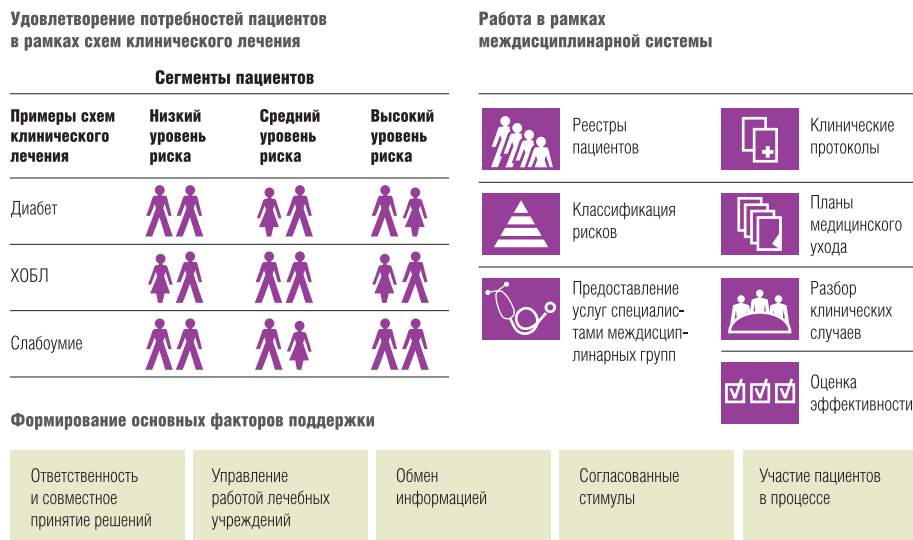 Удовлетворение потребностей пациентов
в рамках схем клинического лечения
Сегменты пациентов
Примеры схем
клинического
лечения
Низкий
уровень
риска
Средний
уровень
риска
Высокий
уровень
риска
Диабет
ХОБЛ
Слабоумие
Работа в рамках
междисциплинарной системы
Реестры
пациентов
Клинические
протоколы
Классификация
рисков
Планы
медицинского
ухода
Предоставление
услуг специалис-
тами междисцип-
линарных групп
Разбор
клинических
случаев
Оценка
эффективности
Формирование основных факторов поддержки
Ответственность
и совместное
принятие решений
Управление
работой лечебных
учреждений
Обмен
информацией
Согласованные
стимулы
Участие пациентов
в процессе